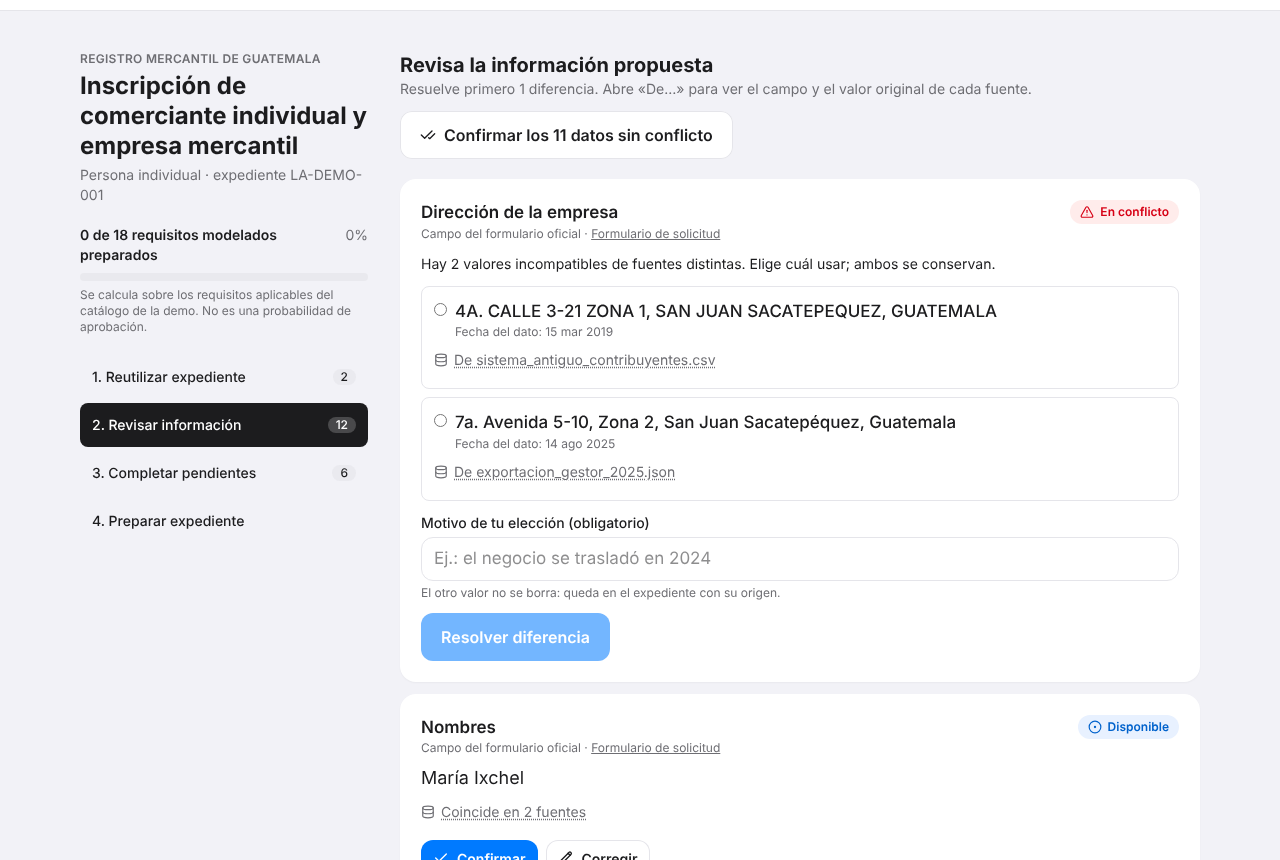 REGISTRO MERCANTIL DE GUATEMALA
Inscripción de
comerciante individual y
empresa mercantil
Persona individual · expediente LA-DEMO-
001
0 de 18 requisitos modelados
preparados
0%
Se calcula sobre los requisitos aplicables del
catálogo de la demo. No es una probabilidad de
aprobación.
1. Reutilizar expediente 2
2. Revisar información 12
3. Completar pendientes 6
4. Preparar expediente
Revisa la información propuesta
Resuelve primero 1 diferencia. Abre «De...» para ver el campo y el valor original de cada fuente.
Confirmar los 11 datos sin conflicto
Dirección de la empresa
En conflicto
Campo del formulario oficial · Formulario de solicitud
Hay 2 valores incompatibles de fuentes distintas. Elige cuál usar; ambos se conservan.
4A. CALLE 3-21 ZONA 1, SAN JUAN SACATEPEQUEZ, GUATEMALA
Fecha del dato: 15 mar 2019
De sistema_antiguo_contribuyentes.csv
7a. Avenida 5-10, Zona 2, San Juan Sacatepéquez, Guatemala
Fecha del dato: 14 ago 2025
De exportacion_gestor_2025.json
Motivo de tu elección (obligatorio)
Ej.: el negocio se trasladó en 2024
El otro valor no se borra: queda en el expediente con su origen.
Resolver diferencia
Nombres
Disponible
Campo del formulario oficial · Formulario de solicitud
María Ixchel
Coincide en 2 fuentes
Confirmar
Corregir